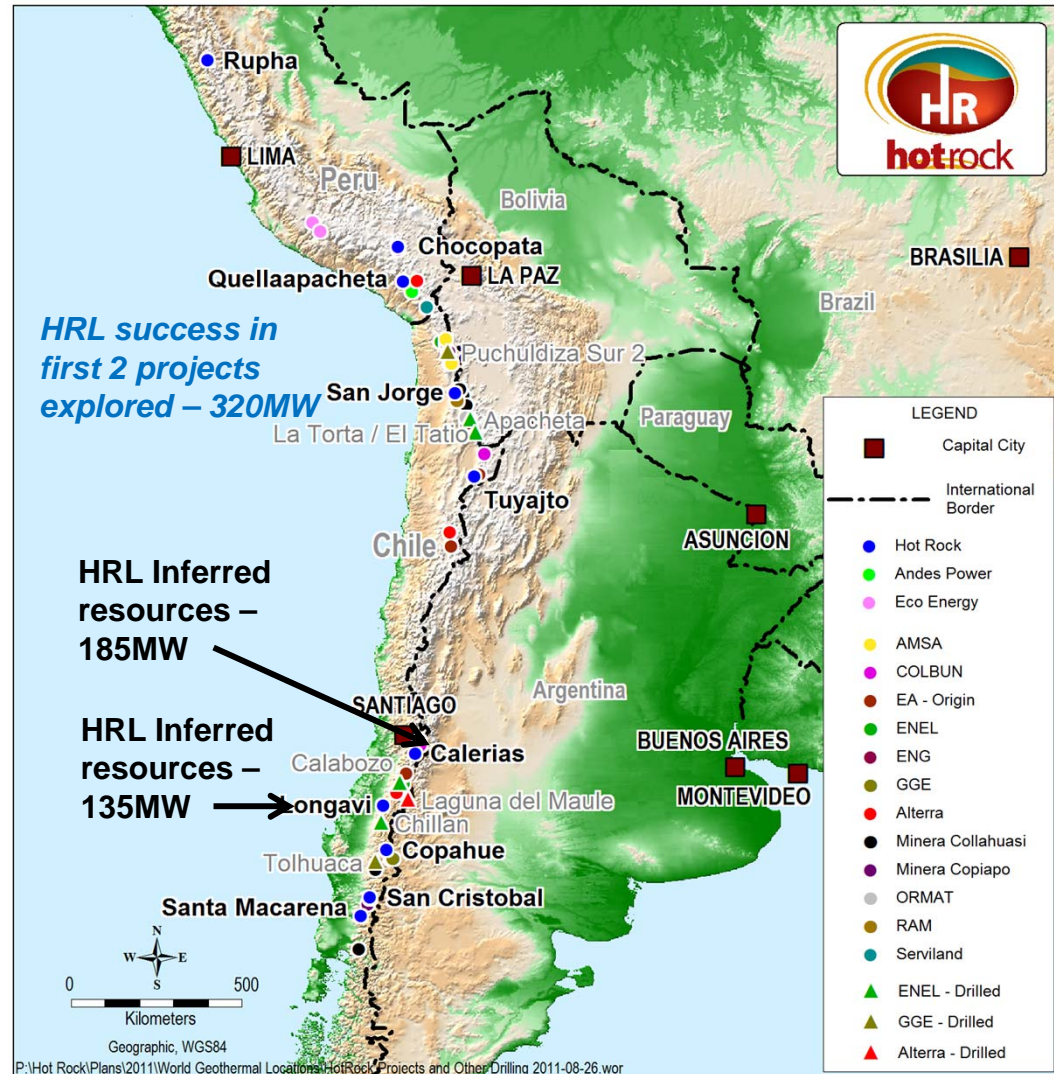 Rupha
LIMA
Peru
Bolivia
HR
hotrock
Chocopata
Quellaapacheta
LA PAZ
BRASILIA
Brazil
HRL success in
first 2 projects
explored – 320MW
Puchuldiza Sur 2
San Jorge
Apacheta
La Torta / El Tatio
Paraguay
Tuyajto
ASUNCION
Chile
HRL Inferred
resources –
185MW
SANTIAGO
Argentina
HRL Inferred
resources –
135MW
Calerias
Calabozo
BUENOS AIRES
Laguna del Maule
MONTEVIDEO
Longavi
Chillan
Copahue
Tolhuaca
San Cristobal
Santa Macarena
N
W E
S
0 500
Kilometers
Geographic, WGS84
P:\Hot Rock\Plans\2011\World Geothermal Locations\HotRock Projects and Other Drilling 2011-08-26.wor
LEGEND
Capital City
International
Border
Hot Rock
Andes Power
Eco Energy
AMSA
COLBUN
EA - Origin
ENEL
ENG
GGE
Alterra
Minera Collahuasi
Minera Copiapo
ORMAT
RAM
Serviland
ENEL - Drilled
GGE - Drilled
Alterra - Drilled